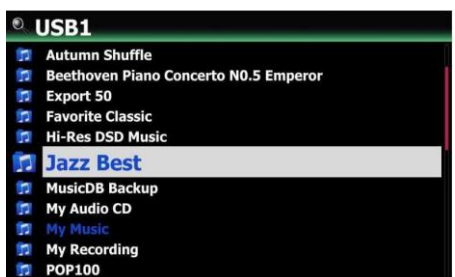 USB1
Autumn Shuffle
Beethoven Piano Concerto N0.5 Emperor
Export 50
Favorite Classic
Hi-Res DSD Music
Jazz Best
MusicDB Backup
My Audio CD
My Music
My Recording
POP100